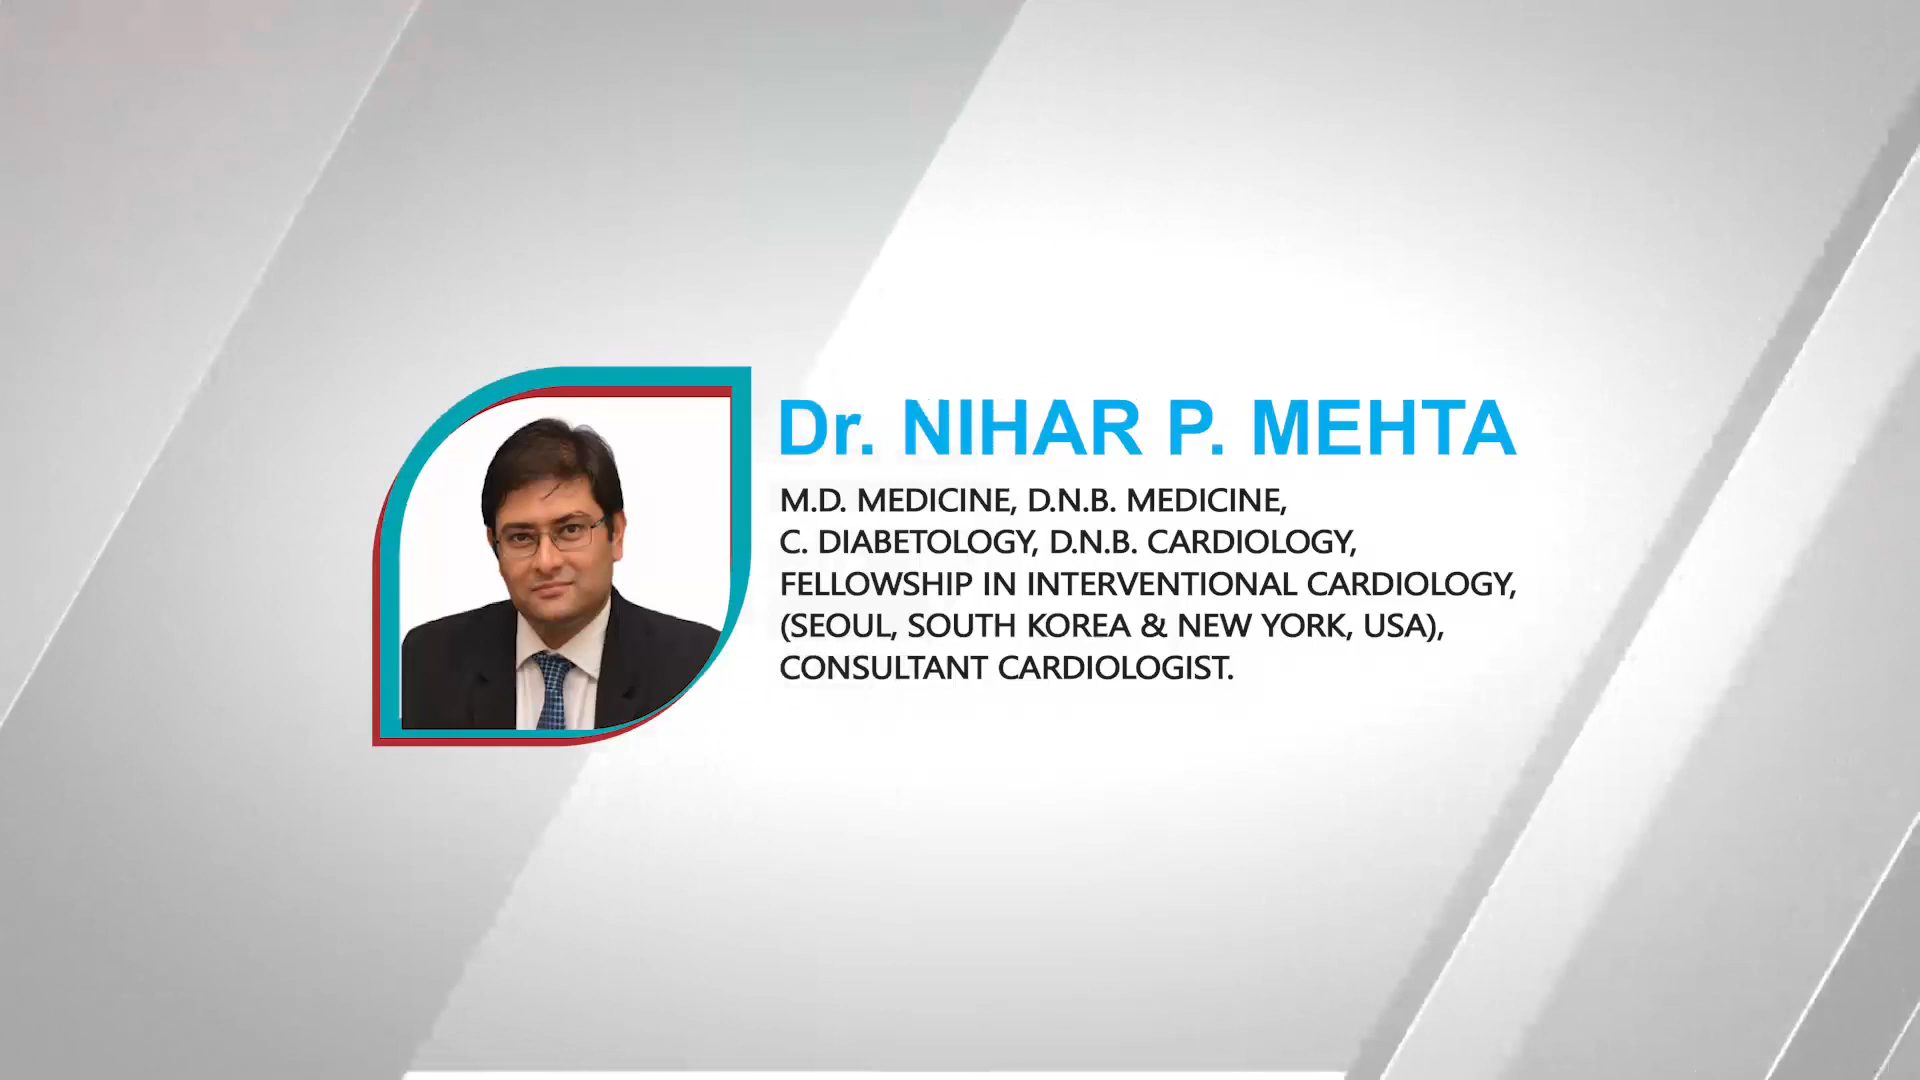 Dr. NIHAR P. MEHTA
M.D. MEDICINE, D.N.B. MEDICINE,
C. DIABETOLOGY, D.N.B. CARDIOLOGY,
FELLOWSHIP IN INTERVENTIONAL CARDIOLOGY,
(SEOUL, SOUTH KOREA & NEW YORK, USA),
CONSULTANT CARDIOLOGIST.